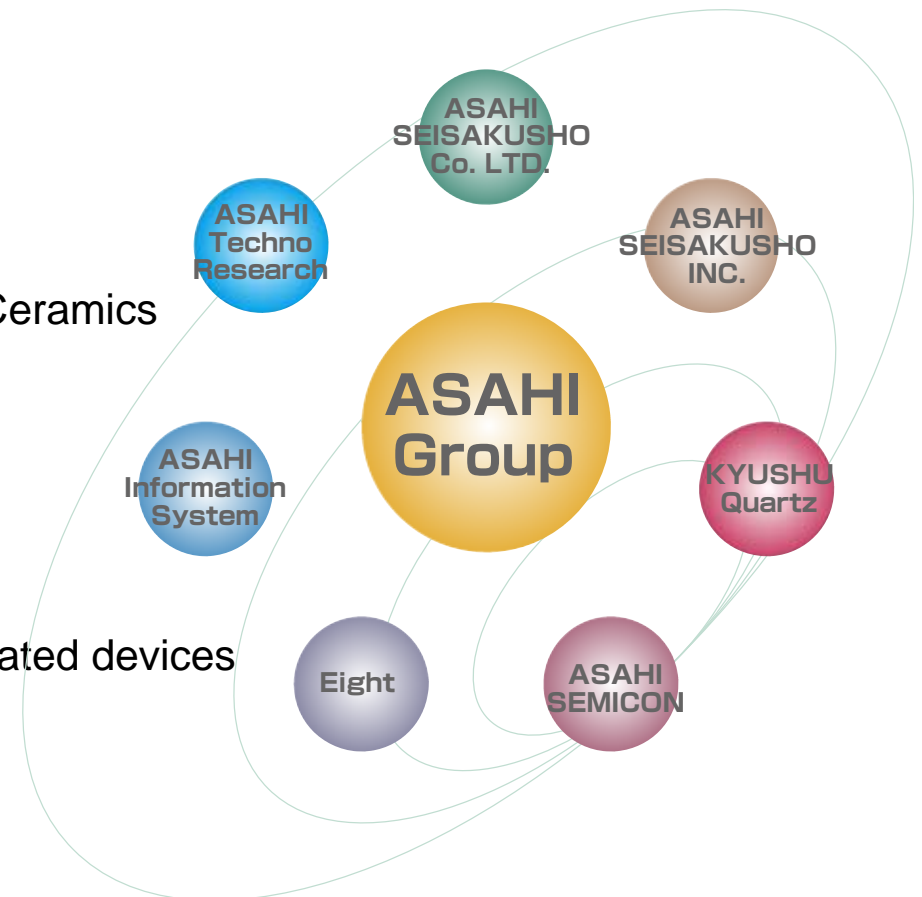 ASAHI
SEISAKUSHO
Co. LTD.
ASAHI
Techno
Research
ASAHI
SEISAKUSHO
INC.
Ceramics
ASAHI
Group
ASAHI
Information
System
KYUSHU
Quartz
ated devices
Eight
ASAHI
SEMICON